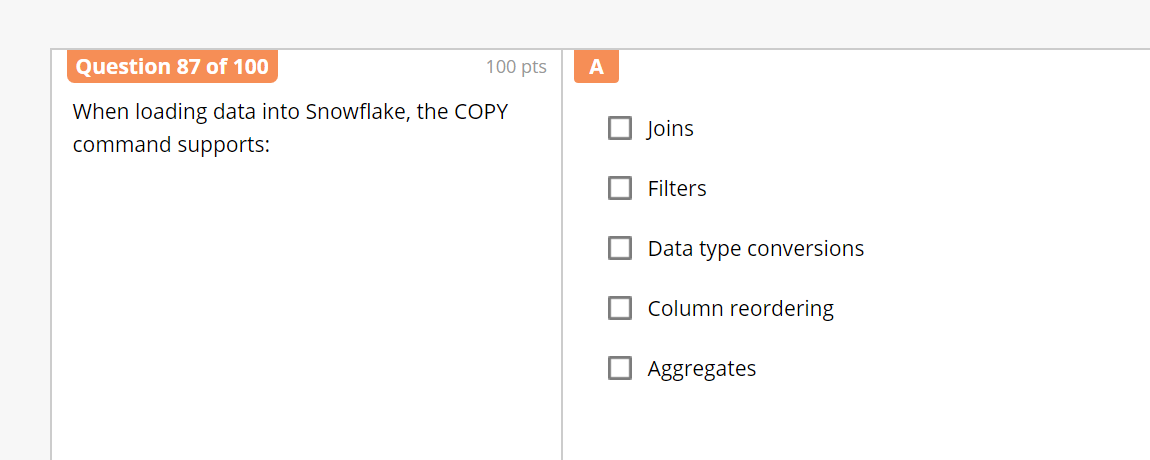 Question 87 of 100
100 pts
When loading data into Snowflake, the COPY
command supports:
A
Joins
Filters
Data type conversions
Column reordering
Aggregates